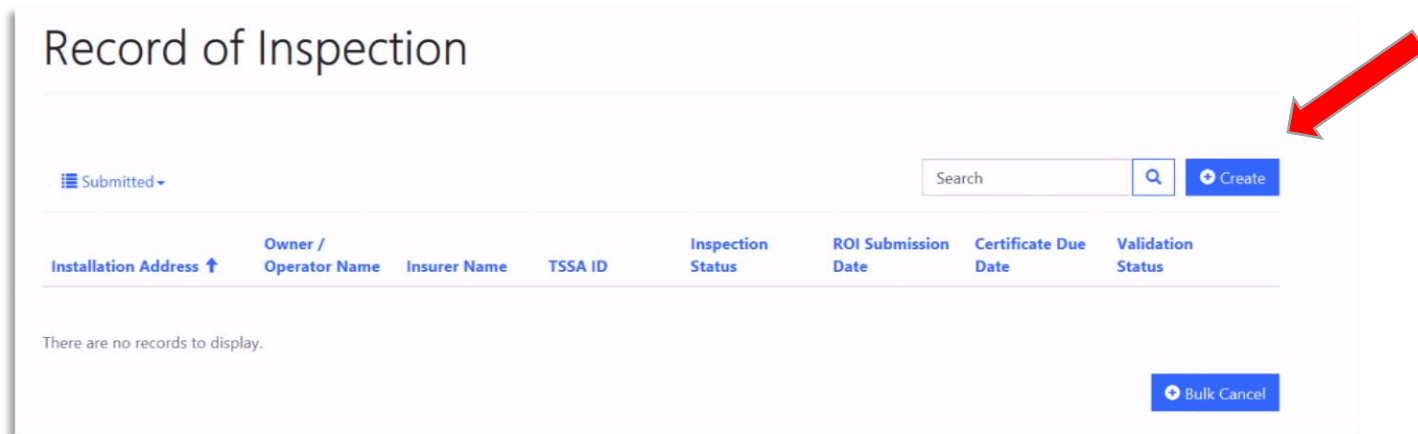 Record of Inspection
Submitted
Search
Create
Installation Address
Owner /
Operator Name
Insurer Name
TSSA ID
Inspection
Status
ROI Submission
Date
Certificate Due
Date
Validation
Status
There are no records to display.
Bulk Cancel